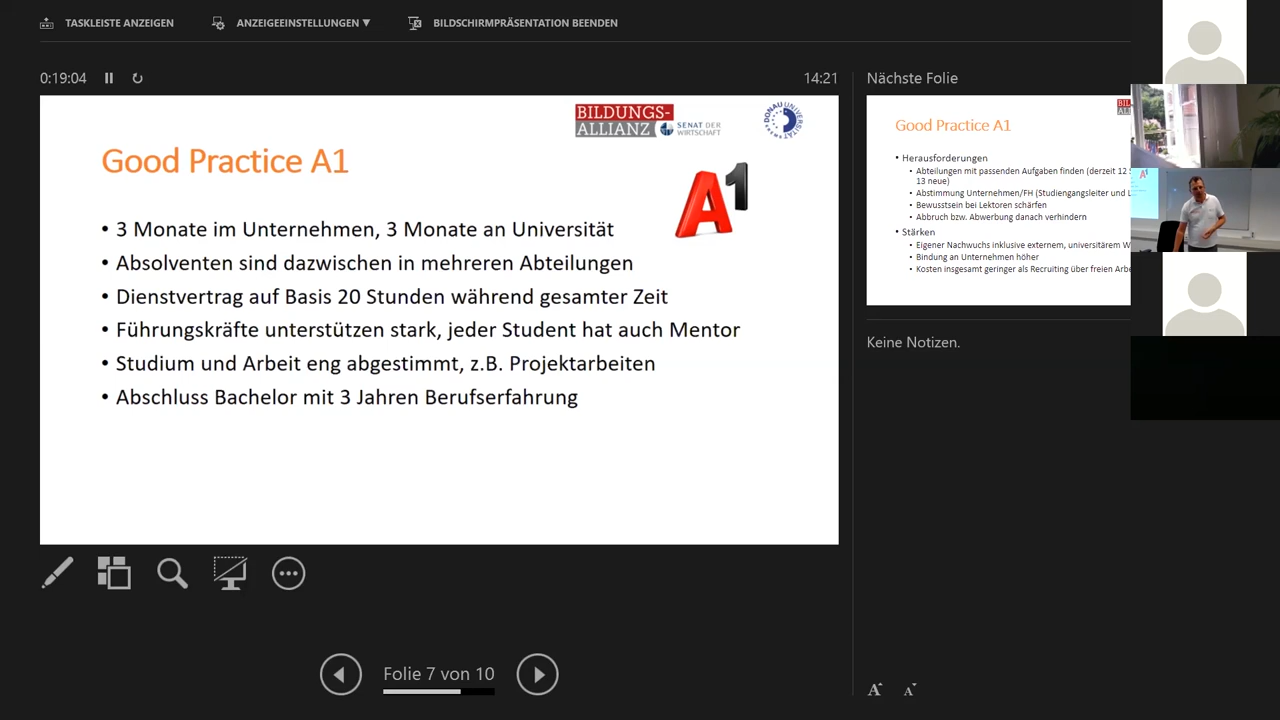 TASKLEISTE ANZEIGEN
ANZEIGEEINSTELLUNGEN ▼
BILDSCHIRMPRÄSENTATION BEENDEN
0:19:04
14:21
BILDUNGS-
ALLIANZ
SENAT DER
WIRTSCHAFT
DONAU UNIVERSITÄT
Good Practice A1
A1
• 3 Monate im Unternehmen, 3 Monate an Universität
• Absolventen sind dazwischen in mehreren Abteilungen
• Dienstvertrag auf Basis 20 Stunden während gesamter Zeit
• Führungskräfte unterstützen stark, jeder Student hat auch Mentor
• Studium und Arbeit eng abgestimmt, z.B. Projektarbeiten
• Abschluss Bachelor mit 3 Jahren Berufserfahrung
Folie 7 von 10
Nächste Folie
Good Practice A1
• Herausforderungen
• Abteilungen mit passenden Aufgaben finden (derzeit 12
13 neue)
• Abstimmung Unternehmen/FH (Studiengangsleiter und
• Bewusstsein bei Lektoren schärfen
• Abbruch bzw. Abwerbung danach verhindern
• Stärken
• Eigener Nachwuchs inklusive externem, universitärem
• Bindung an Unternehmen höher
• Kosten insgesamt geringer als Recruiting über freien
Keine Notizen.
A A